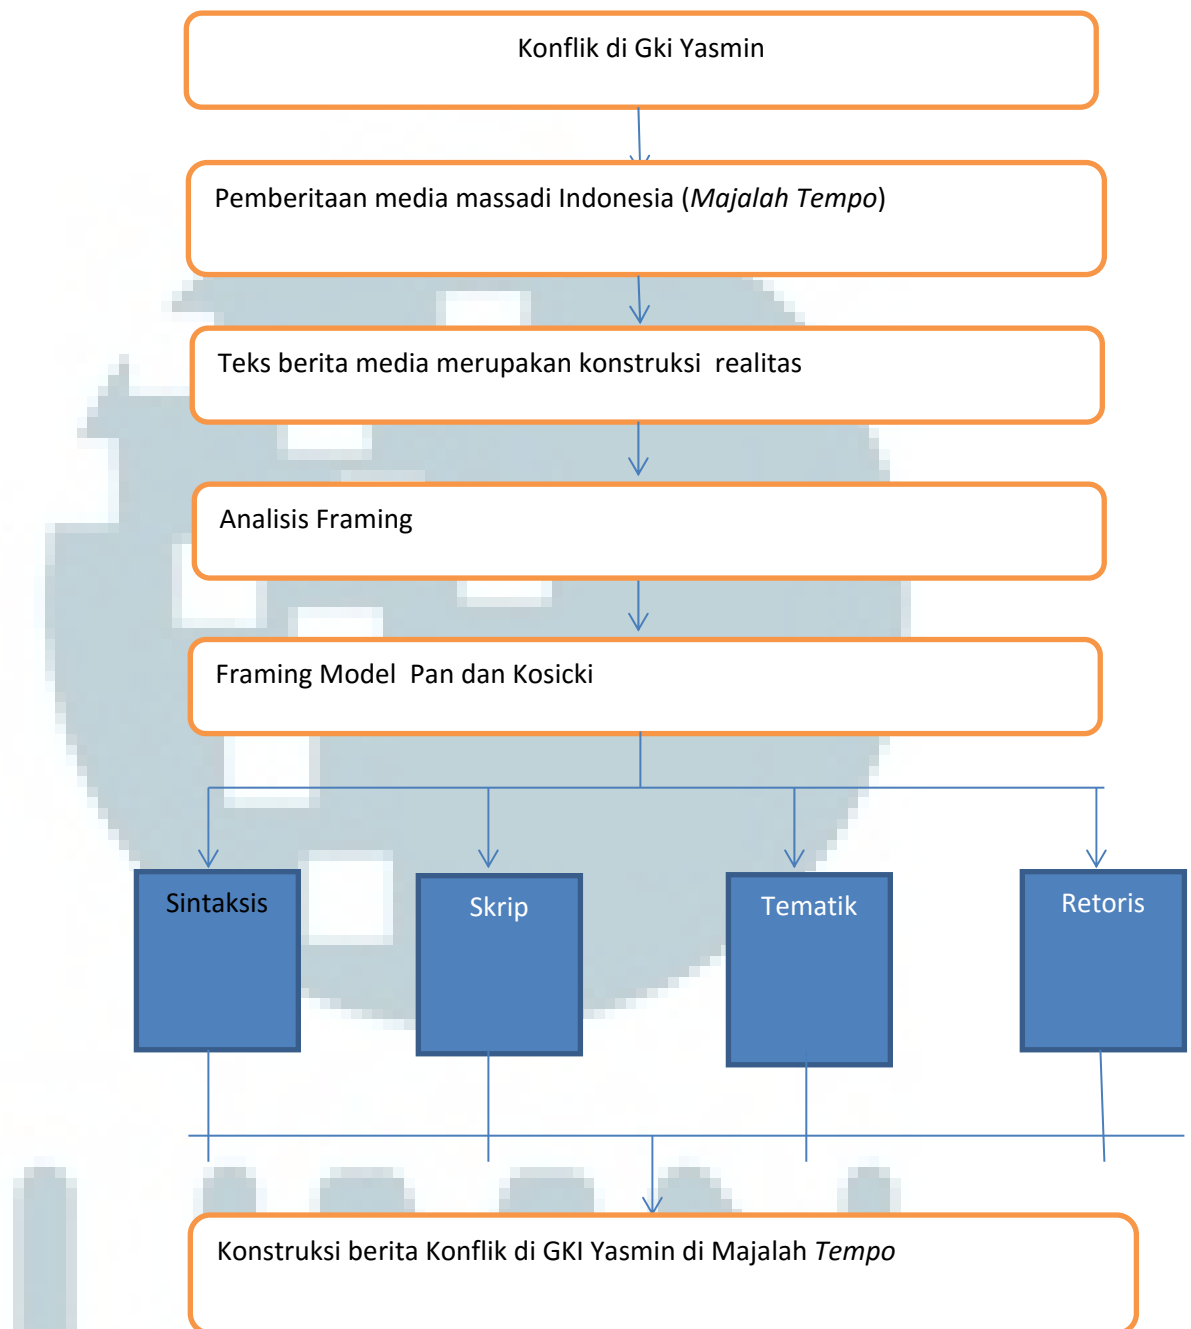 Konflik di Gki Yasmin
Pemberitaan media massadi Indonesia (Majalah Tempo)
Teks berita media merupakan konstruksi  realitas
Analisis Framing
Framing Model  Pan dan Kosicki
Sintaksis
Skrip
Tematik
Retoris
Konstruksi berita Konflik di GKI Yasmin di Majalah Tempo